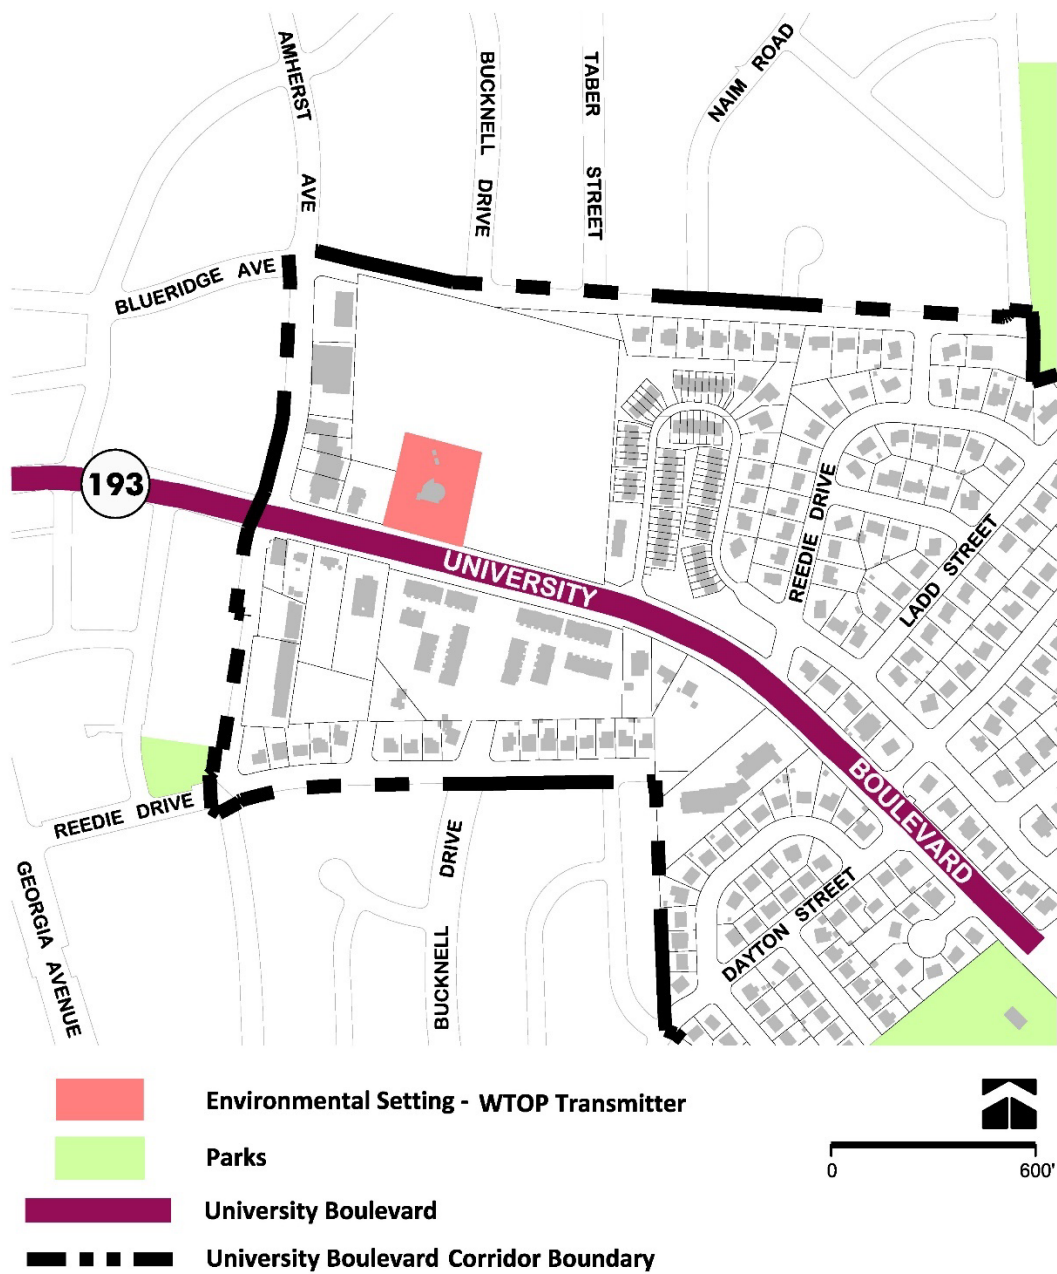 AMHERST AVE
BUCKNELL DRIVE
TABER STREET
NAIM ROAD
BLUERIDGE AVE
193
UNIVERSITY BOULEVARD
REEDIE DRIVE
LADD STREET
REEDIE DRIVE
GEORGIA AVENUE
BUCKNELL DRIVE
DAYTON STREET
Environmental Setting - WTOP Transmitter
Parks
University Boulevard
University Boulevard Corridor Boundary
0 600'